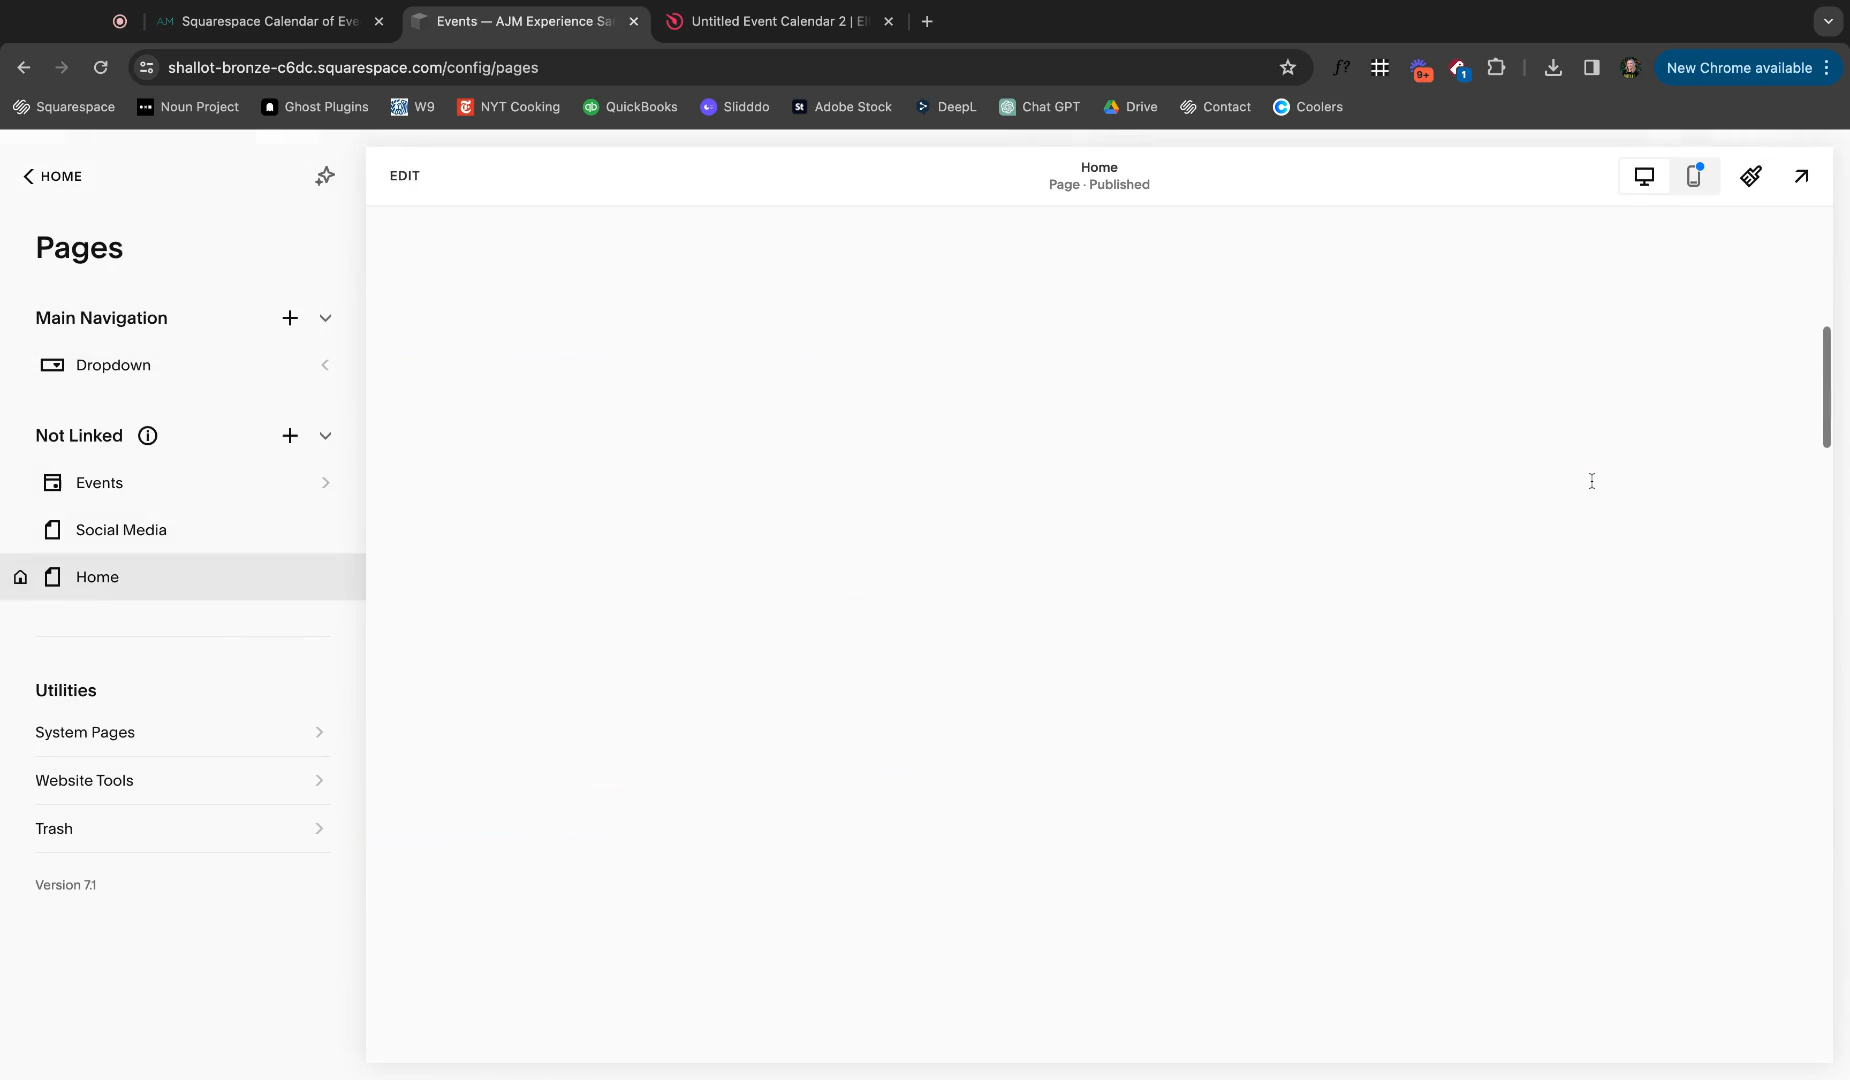 Squarespace Calendar of Eve
Events — AJM Experience Sa
Untitled Event Calendar 2 | El
shallot-bronze-c6dc.squarespace.com/config/pages
f?
9+
1
New Chrome available
Squarespace
Noun Project
Ghost Plugins
W9
NYT Cooking
QuickBooks
Slidddo
Adobe Stock
DeepL
Chat GPT
Drive
Contact
Coolers
HOME
EDIT
Home
Page · Published
Pages
Main Navigation
Dropdown
Not Linked
Events
Social Media
Home
Utilities
System Pages
Website Tools
Trash
Version 7.1